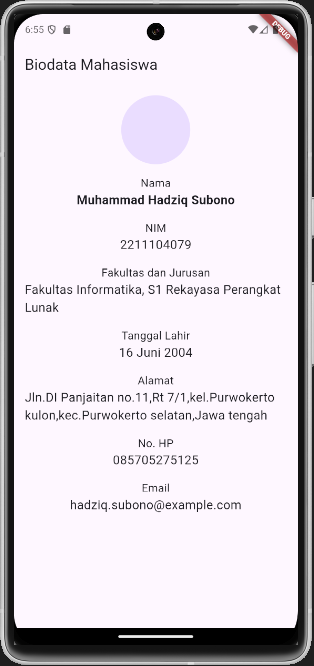 6:55
DEBUG
Biodata Mahasiswa
Nama
Muhammad Hadziq Subono
NIM
2211104079
Fakultas dan Jurusan
Fakultas Informatika, S1 Rekayasa Perangkat
Lunak
Tanggal Lahir
16 Juni 2004
Alamat
Jln.DI Panjaitan no.11,Rt 7/1,kel.Purwokerto
kulon,kec.Purwokerto selatan,Jawa tengah
No. HP
085705275125
Email
hadziq.subono@example.com